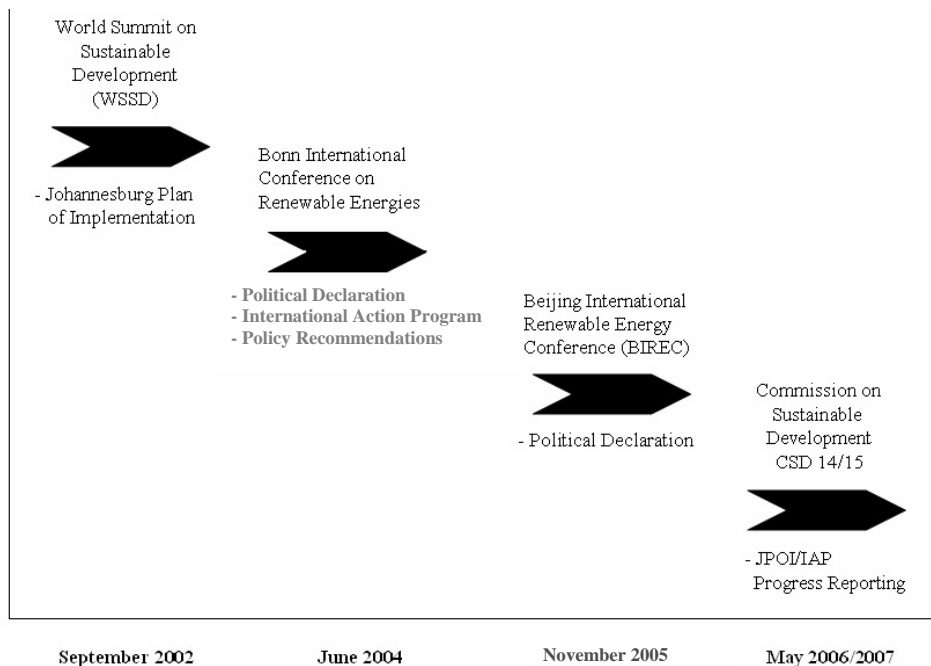 World Summit on
Sustainable
Development
(WSSD)
- Johannesburg Plan
of Implementation
Bonn International
Conference on
Renewable Energies
- Political Declaration
- International Action Program
- Policy Recommendations
Beijing International
Renewable Energy
Conference (BIREC)
- Political Declaration
Commission on
Sustainable
Development
CSD 14/15
- JPOI/IAP
Progress Reporting
September 2002
June 2004
November 2005
May 2006/2007